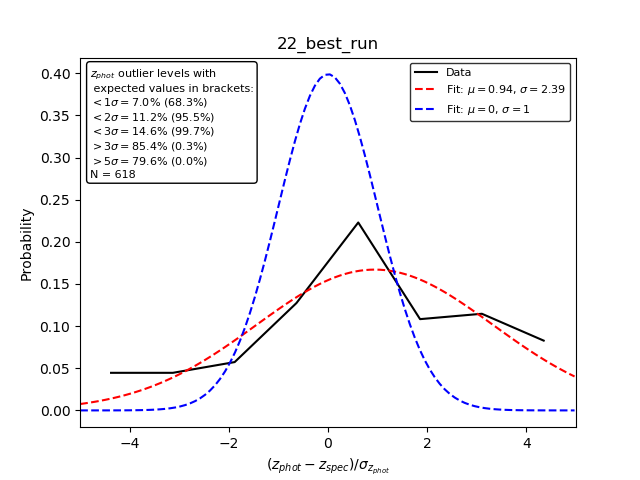 22_best_run
z_phot outlier levels with
expected values in brackets:
< 1σ = 7.0% (68.3%)
< 2σ = 11.2% (95.5%)
< 3σ = 14.6% (99.7%)
> 3σ = 85.4% (0.3%)
> 5σ = 79.6% (0.0%)
N = 618
Data
Fit: μ = 0.94, σ = 2.39
Fit: μ = 0, σ = 1
Probability
0.40
0.35
0.30
0.25
0.20
0.15
0.10
0.05
0.00
−4 −2 0 2 4
(z_phot − z_spec)/σ_z_phot